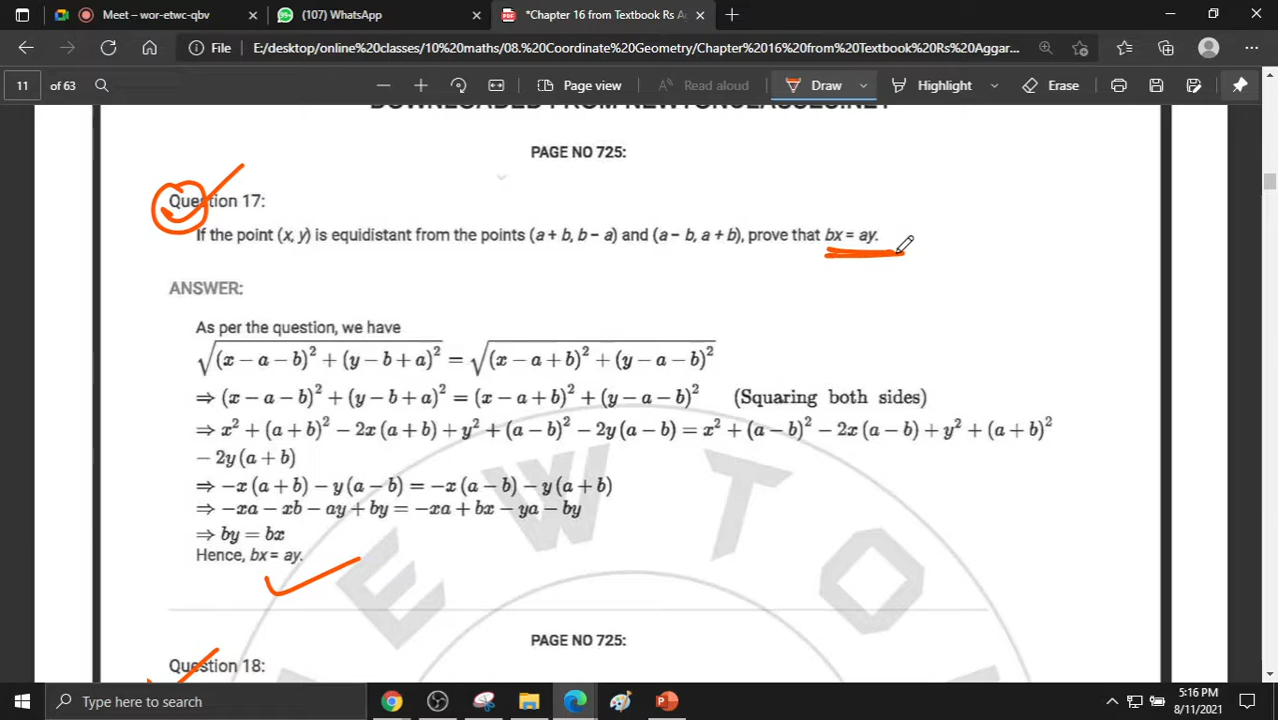 Meet – wor-etwc-qbv
(107) WhatsApp
*Chapter 16 from Textbook Rs Ag
File
E:/desktop/online%20classes/10%20maths/08.%20Coordinate%20Geometry/Chapter%2016%20from%20Textbook%20Rs%20Aggar...
11 of 63
Page view
Read aloud
Draw
Highlight
Erase
PAGE NO 725:
Question 17:
If the point (x, y) is equidistant from the points (a + b, b − a) and (a − b, a + b), prove that bx = ay.
ANSWER:
As per the question, we have
√(x − a − b)² + (y − b + a)² = √(x − a + b)² + (y − a − b)²
⇒ (x − a − b)² + (y − b + a)² = (x − a + b)² + (y − a − b)² (Squaring both sides)
⇒ x² + (a + b)² − 2x (a + b) + y² + (a − b)² − 2y (a − b) = x² + (a − b)² − 2x (a − b) + y² + (a + b)²
− 2y (a + b)
⇒ −x (a + b) − y (a − b) = −x (a − b) − y (a + b)
⇒ −xa − xb − ay + by = −xa + bx − ya − by
⇒ by = bx
Hence, bx = ay.
PAGE NO 725:
Question 18:
Type here to search
5:16 PM
8/11/2021